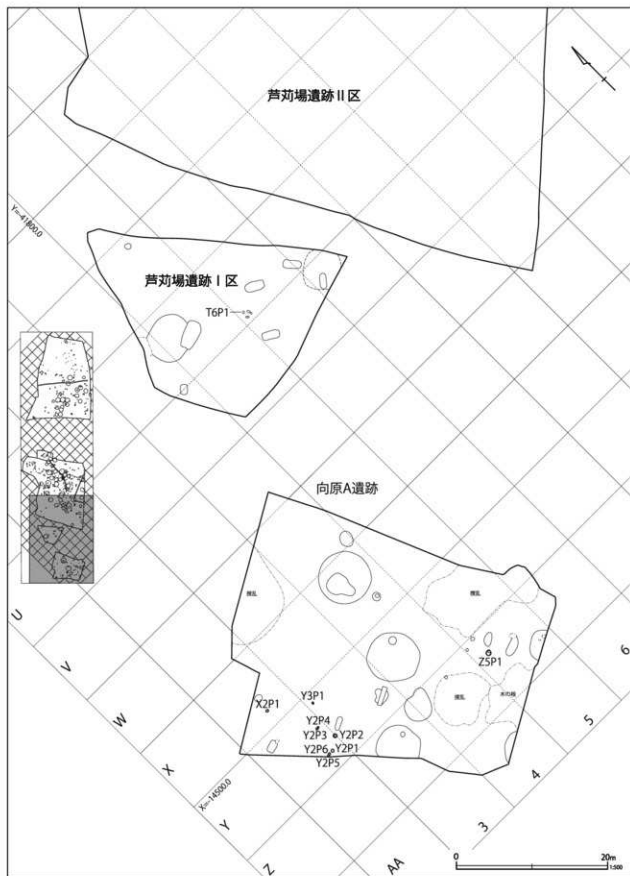 芦苅場遺跡Ⅱ区
Y=-41800.0
芦苅場遺跡Ⅰ区
T6P1
向原A遺跡
撹乱
撹乱
Z5P1
撹乱
木の根
X2P1
Y3P1
Y2P4
Y2P3
Y2P2
Y2P6
Y2P1
Y2P5
X=-14500.0
U
V
W
X
Y
Z
AA
3
4
5
6
0
20m
1:500